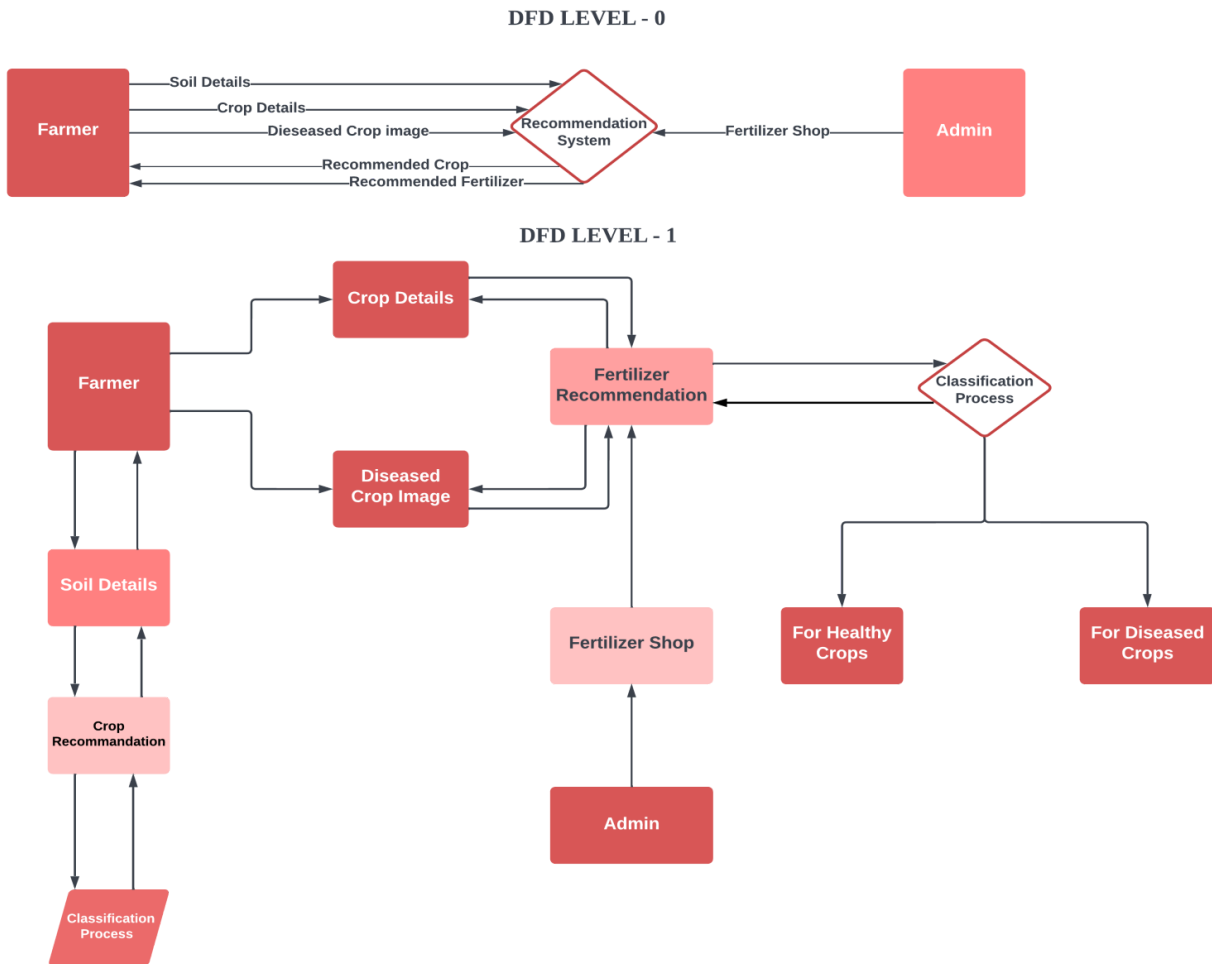 DFD LEVEL - 0
Farmer
Soil Details
Crop Details
Dieseased Crop image
Recommended Crop
Recommended Fertilizer
Recommendation
System
Fertilizer Shop
Admin
DFD LEVEL - 1
Farmer
Crop Details
Diseased
Crop Image
Fertilizer
Recommendation
Classification
Process
Soil Details
Crop
Recommandation
Classification
Process
Fertilizer Shop
Admin
For Healthy
Crops
For Diseased
Crops